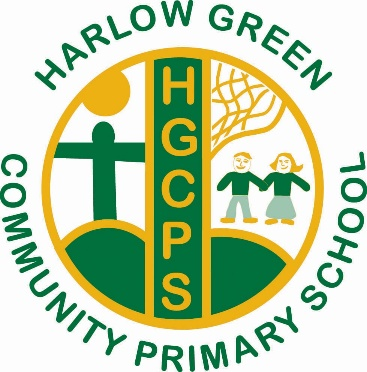 HARLOW GREEN
HGCPS
COMMUNITY PRIMARY SCHOOL